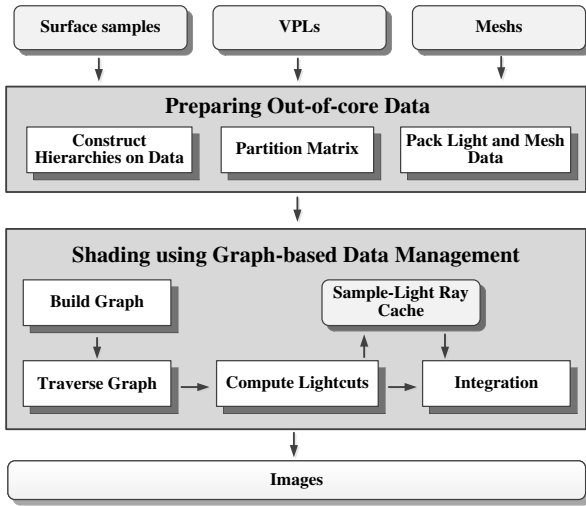 Surface samples
VPLs
Meshs
Preparing Out-of-core Data
Construct
Hierarchies on Data
Partition Matrix
Pack Light and Mesh
Data
Shading using Graph-based Data Management
Build Graph
Sample-Light Ray
Cache
Traverse Graph
Compute Lightcuts
Integration
Images